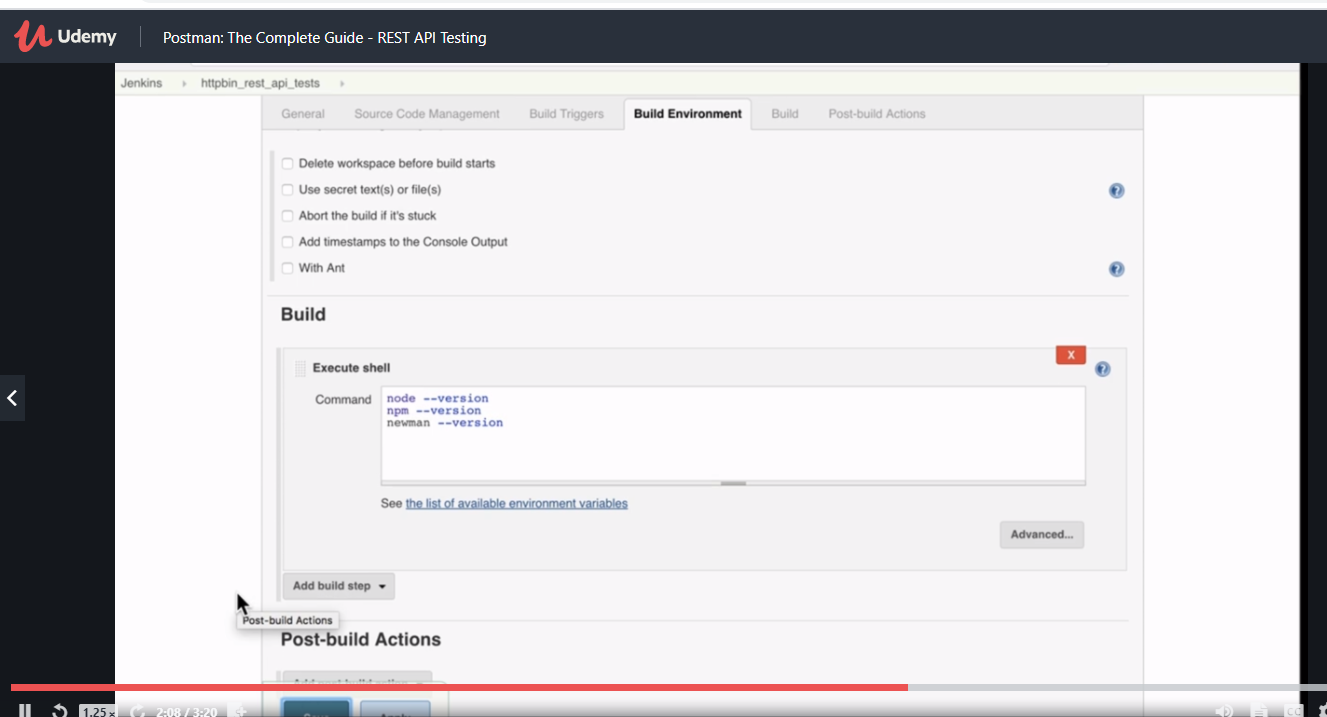 Udemy
Postman: The Complete Guide - REST API Testing
Jenkins httpbin_rest_api_tests
General Source Code Management Build Triggers Build Environment Build Post-build Actions
Delete workspace before build starts
Use secret text(s) or file(s)
Abort the build if it's stuck
Add timestamps to the Console Output
With Ant
Build
X
Execute shell
Command
node --version
npm --version
newman --version
See the list of available environment variables
Advanced...
Add build step
Post-build Actions
Post-build Actions
1.25x 2:08 / 3:20